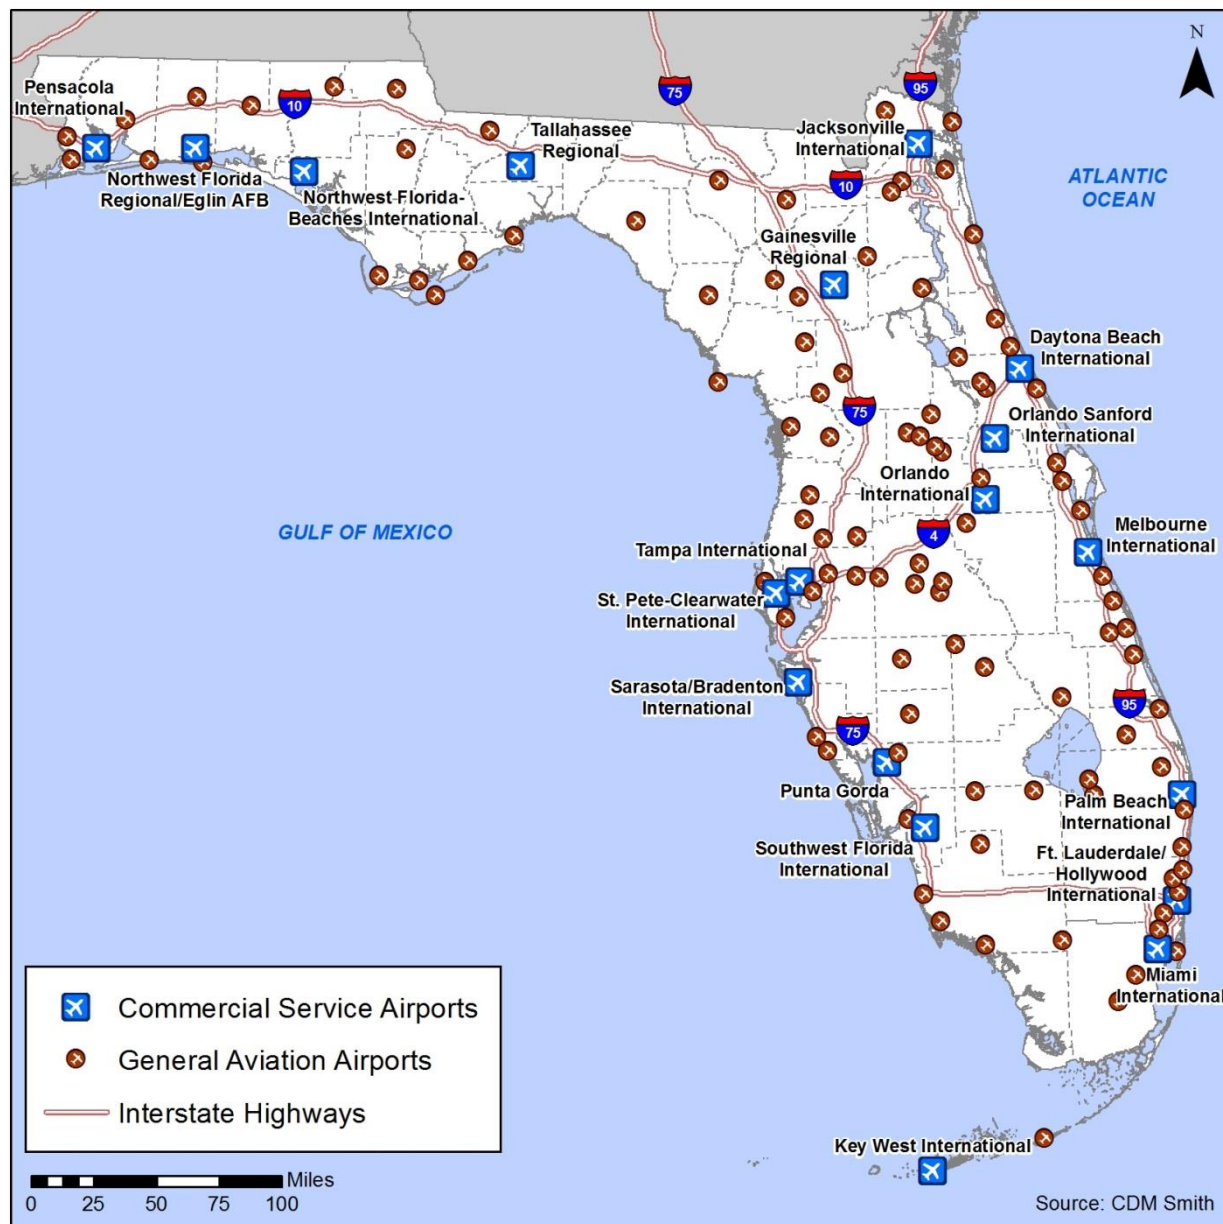 N
Pensacola
International
10
75
95
Tallahassee
Regional
Jacksonville
International
ATLANTIC
OCEAN
Northwest Florida
Regional/Eglin AFB
Northwest Florida-
Beaches International
10
Gainesville
Regional
Daytona Beach
International
75
Orlando Sanford
International
Orlando
International
GULF OF MEXICO
4
Melbourne
International
Tampa International
St. Pete-Clearwater
International
Sarasota/Bradenton
International
75
95
Punta Gorda
Palm Beach
International
Southwest Florida
International
Ft. Lauderdale/
Hollywood
International
Miami
International
Commercial Service Airports
General Aviation Airports
Interstate Highways
Key West International
Miles
0 25 50 75 100
Source: CDM Smith